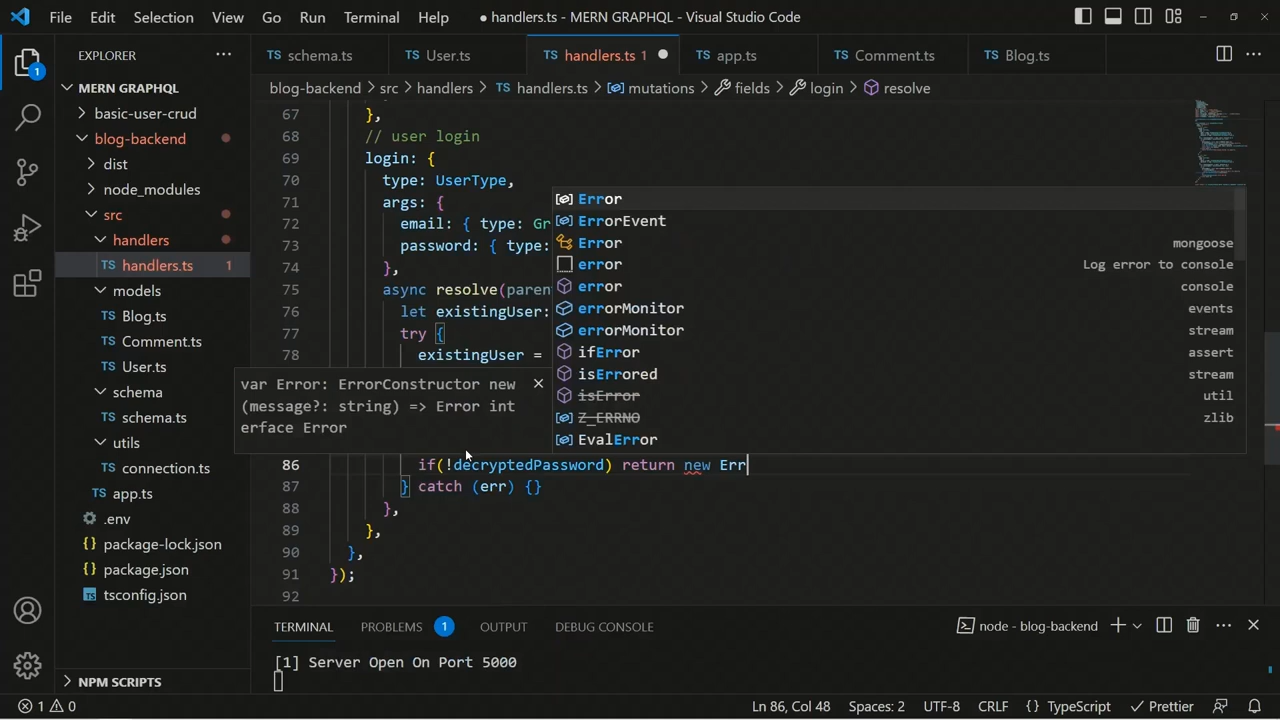 File Edit Selection View Go Run Terminal Help ● handlers.ts - MERN GRAPHQL - Visual Studio Code
EXPLORER ···
TS schema.ts TS User.ts TS handlers.ts 1 ● TS app.ts TS Comment.ts TS Blog.ts ···
1
MERN GRAPHQL
blog-backend > src > handlers > TS handlers.ts > mutations > fields > login > resolve
basic-user-crud
blog-backend
dist
node_modules
src
handlers
TS handlers.ts 1
models
TS Blog.ts
TS Comment.ts
TS User.ts
schema
TS schema.ts
utils
TS connection.ts
TS app.ts
.env
{} package-lock.json
{} package.json
tsconfig.json
NPM SCRIPTS
67 },
68 // user login
69 login: {
70 type: UserType,
71 args: {
72 email: { type: Gr
73 password: { type:
74 },
75 async resolve(paren
76 let existingUser:
77 try {
78 existingUser =
Error
ErrorEvent
Error mongoose
error Log error to console
error console
errorMonitor events
errorMonitor stream
ifError assert
isErrored stream
isError util
Z_ERRNO zlib
EvalError
var Error: ErrorConstructor new
(message?: string) => Error int
erface Error
86 if(!decryptedPassword) return new Err
87 } catch (err) {}
88 },
89 },
90 },
91 });
92
TERMINAL PROBLEMS 1 OUTPUT DEBUG CONSOLE node - blog-backend ···
[1] Server Open On Port 5000
1 0 Ln 86, Col 48 Spaces: 2 UTF-8 CRLF {} TypeScript Prettier